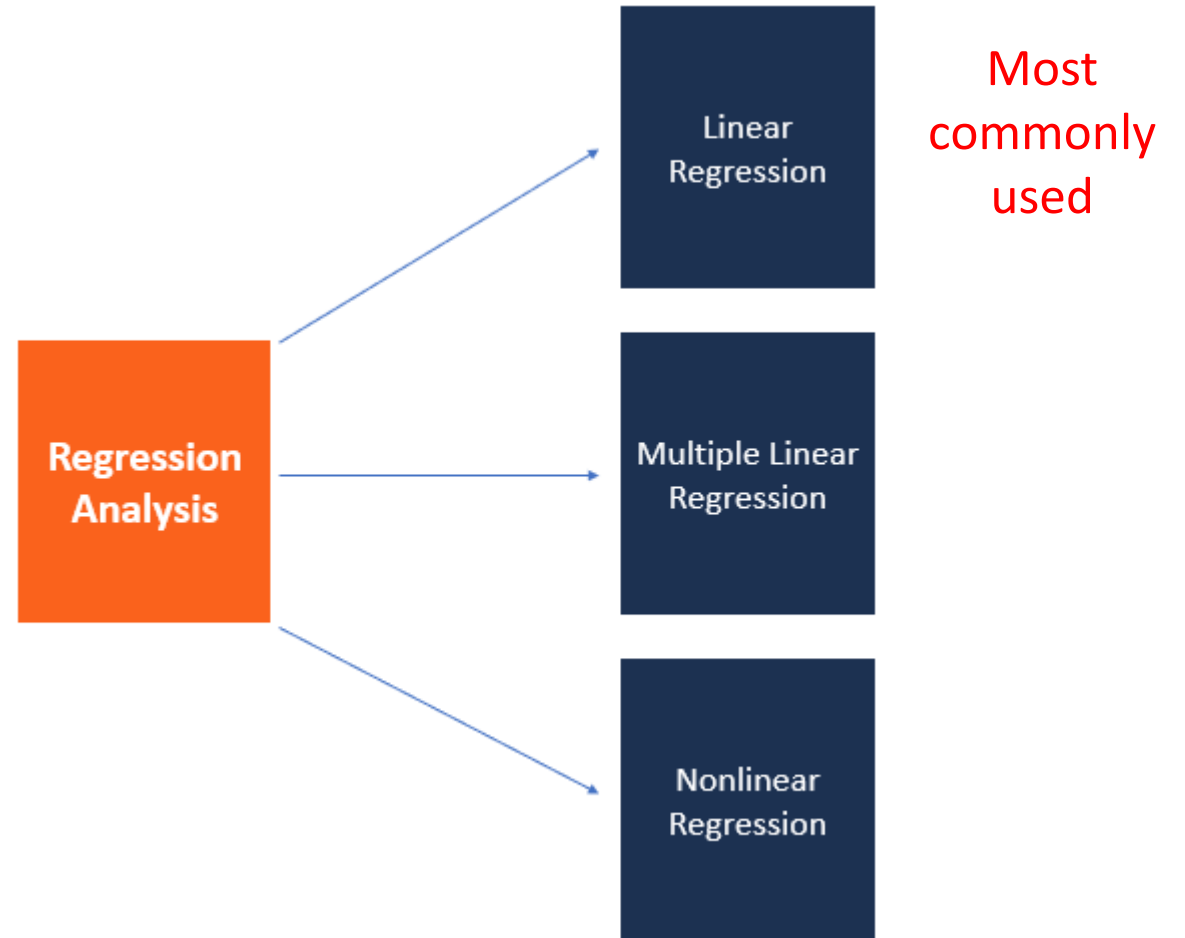 Linear
Regression
Most
commonly
used
Regression
Analysis
Multiple Linear
Regression
Nonlinear
Regression